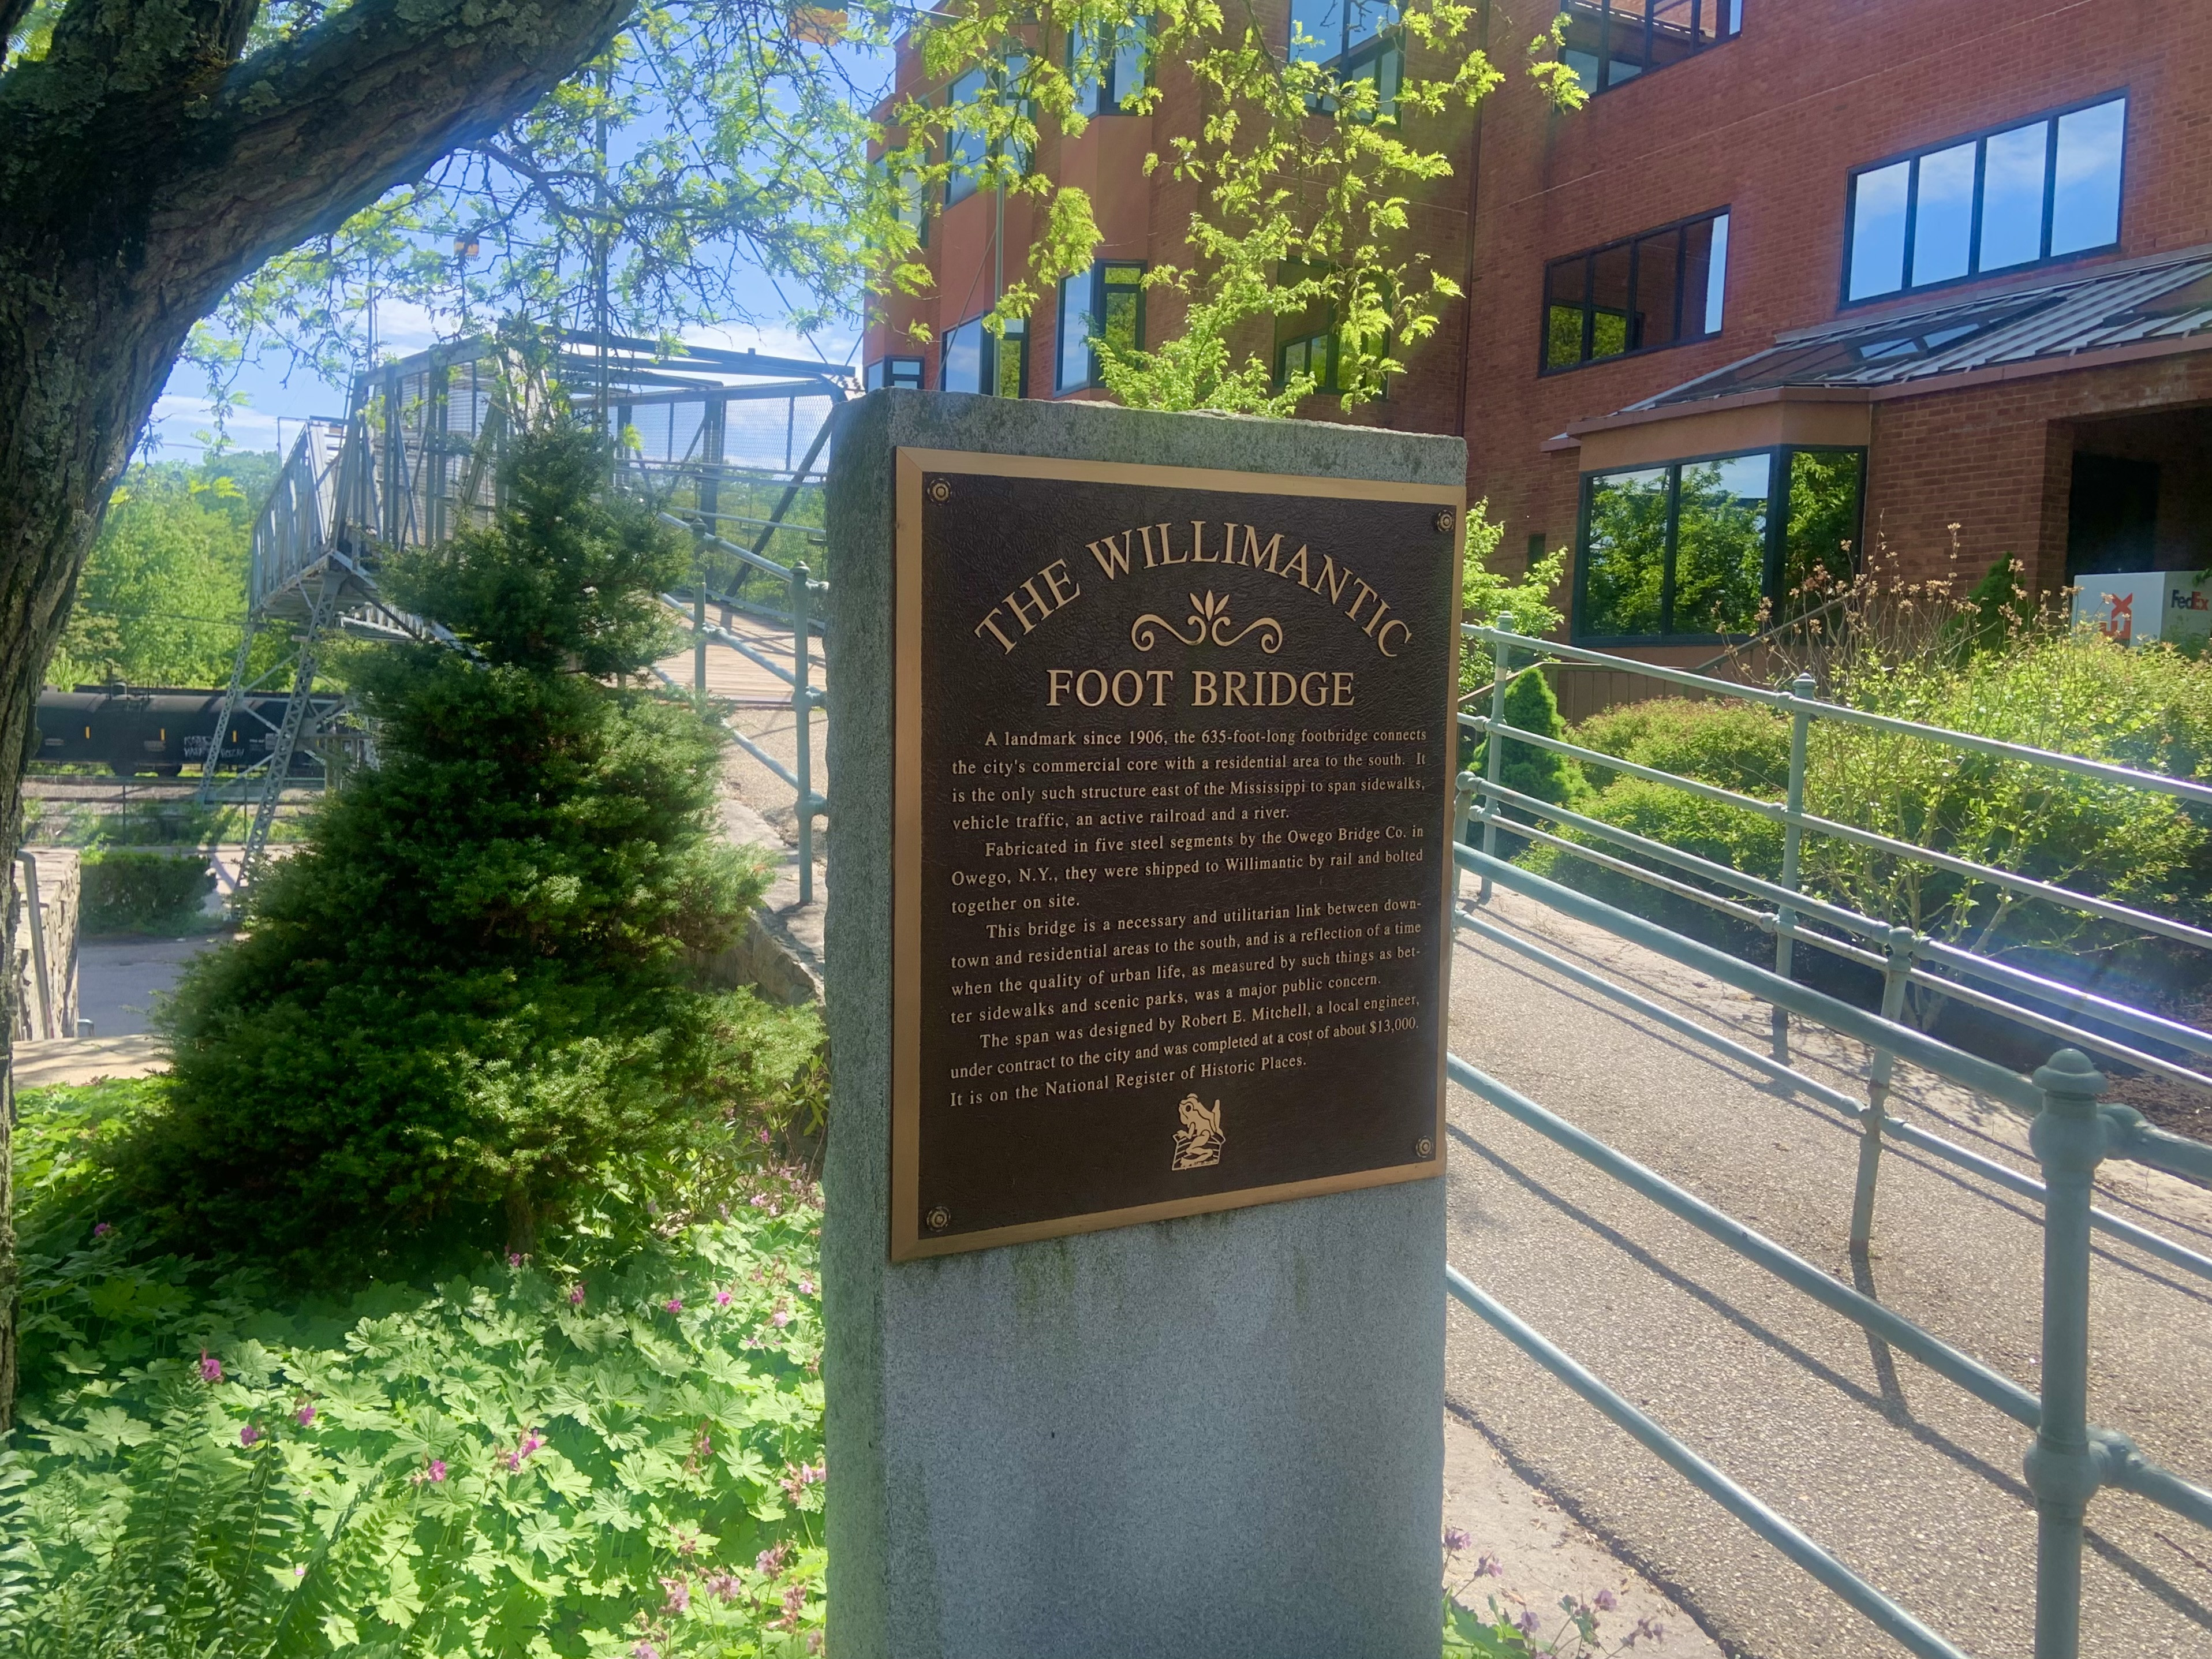 THE WILLIMANTIC
FOOT BRIDGE
A landmark since 1906, the 635-foot-long footbridge connects
the city's commercial core with a residential area to the south. It
is the only such structure east of the Mississippi to span sidewalks,
vehicle traffic, an active railroad and a river.
Fabricated in five steel segments by the Owego Bridge Co. in
Owego, N.Y., they were shipped to Willimantic by rail and bolted
together on site.
This bridge is a necessary and utilitarian link between down-
town and residential areas to the south, and is a reflection of a time
when the quality of urban life, as measured by such things as bet-
ter sidewalks and scenic parks, was a major public concern.
The span was designed by Robert E. Mitchell, a local engineer,
under contract to the city and was completed at a cost of about $13,000.
It is on the National Register of Historic Places.
FedEx